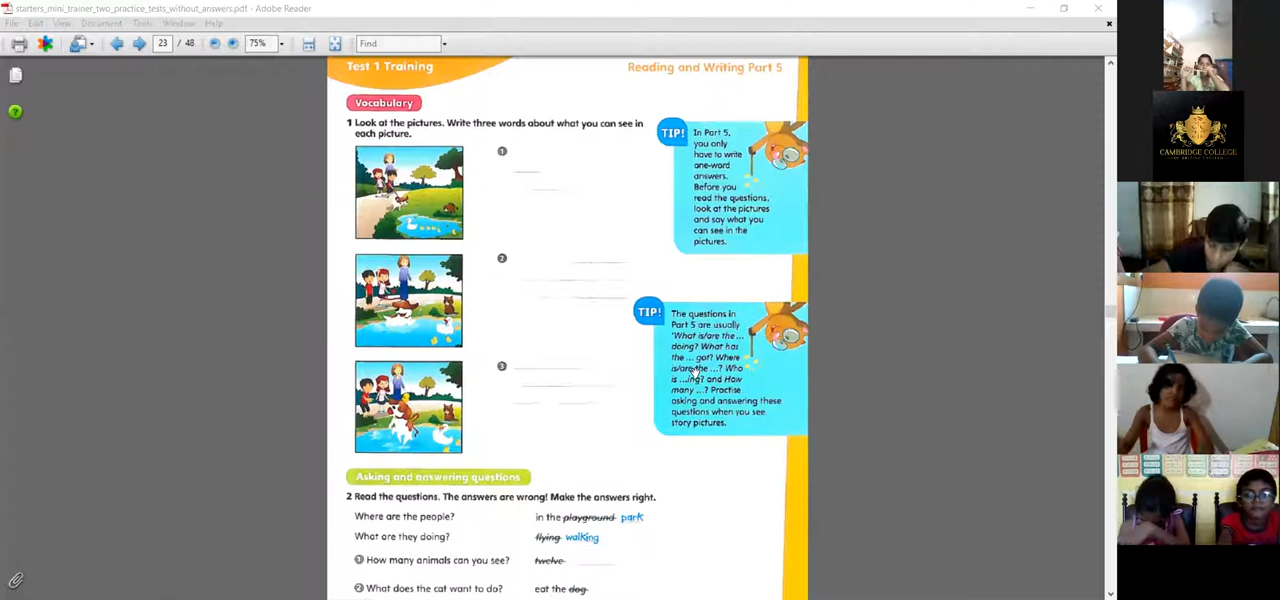 starters_mini_trainer_two_practice_tests_without_answers.pdf - Adobe Reader
File Edit View Document Tools Window Help
23 / 48 75% Find
Test 1 Training
Reading and Writing Part 5
Vocabulary
1 Look at the pictures. Write three words about what you can see in
each picture.
1
TIP!
In Part 5,
you only
have to write
one-word
answers.
Before you
read the questions,
look at the pictures
and say what you
can see in the
pictures.
2
TIP!
The questions in
Part 5 are usually
'What is/are the ...
doing? What has
the ... got? Where
is/are the ...? Who
is ...ing? and How
many ...? Practise
asking and answering these
questions when you see
story pictures.
3
Asking and answering questions
2 Read the questions. The answers are wrong! Make the answers right.
Where are the people? in the playground park
What are they doing? flying walking
1 How many animals can you see? twelve
2 What does the cat want to do? eat the dog
CAMBRIDGE COLLEGE
OF BRITISH ENGLISH